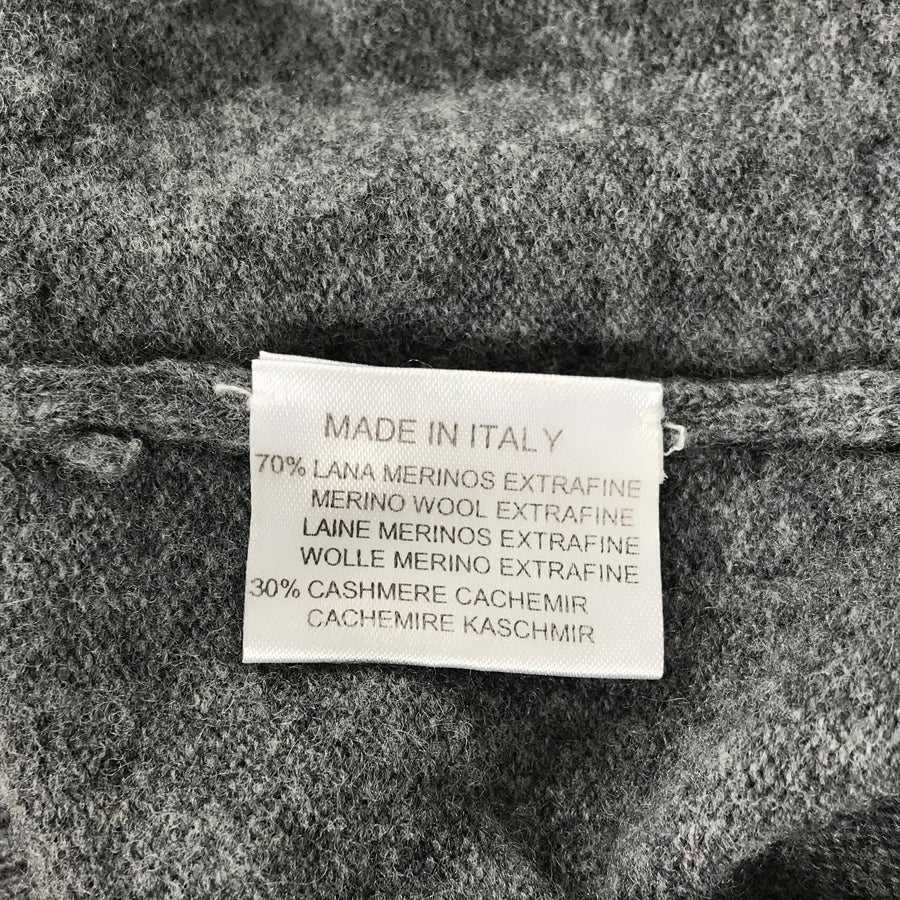 MADE IN ITALY
70% LANA MERINOS EXTRAFINE
MERINO WOOL EXTRAFINE
LAINE MERINOS EXTRAFINE
WOLLE MERINO EXTRAFINE
30% CASHMERE CACHEMIR
CACHEMIRE KASCHMIR